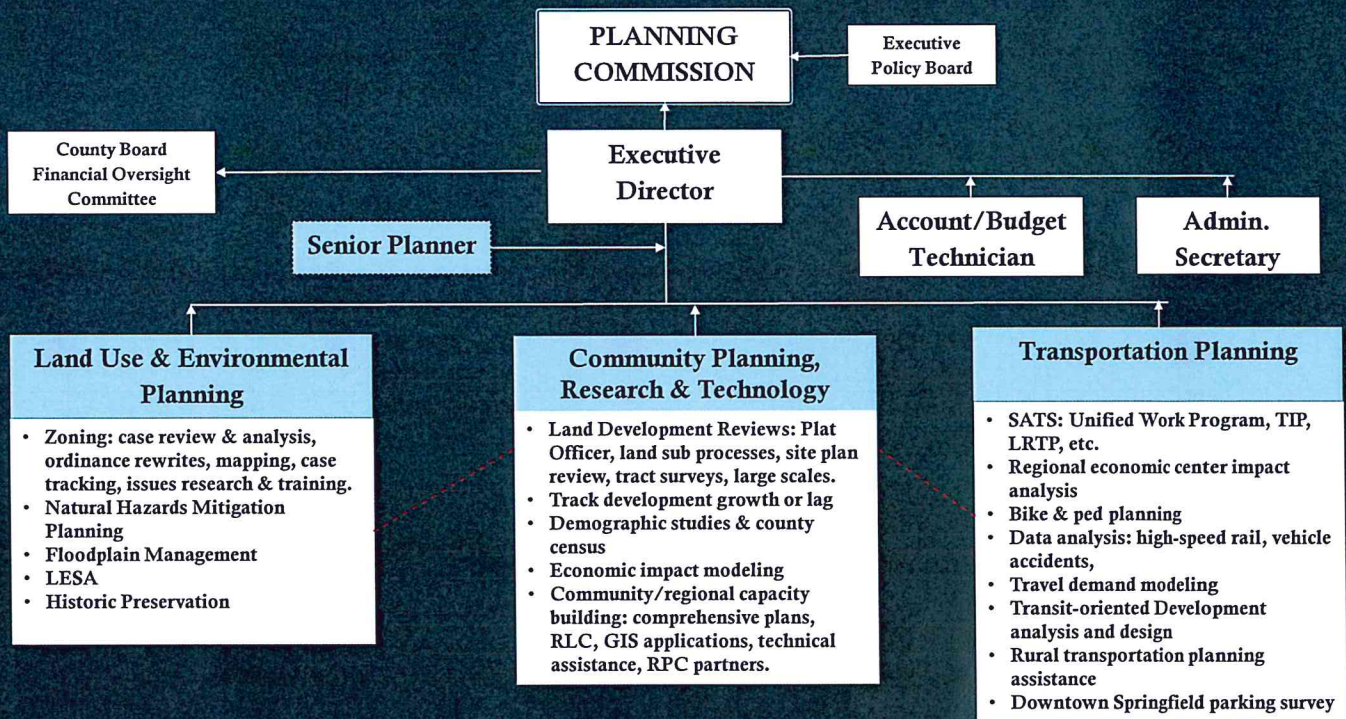 PLANNING
COMMISSION
Executive
Policy Board
County Board
Financial Oversight
Committee
Executive
Director
Senior Planner
Account/Budget
Technician
Admin.
Secretary
Land Use & Environmental
Planning
• Zoning: case review & analysis,
ordinance rewrites, mapping, case
tracking, issues research & training.
• Natural Hazards Mitigation
Planning
• Floodplain Management
• LESA
• Historic Preservation
Community Planning,
Research & Technology
• Land Development Reviews: Plat
Officer, land sub processes, site plan
review, tract surveys, large scales.
• Track development growth or lag
• Demographic studies & county
census
• Economic impact modeling
• Community/regional capacity
building: comprehensive plans,
RLC, GIS applications, technical
assistance, RPC partners.
Transportation Planning
• SATS: Unified Work Program, TIP,
LRTP, etc.
• Regional economic center impact
analysis
• Bike & ped planning
• Data analysis: high-speed rail, vehicle
accidents,
• Travel demand modeling
• Transit-oriented Development
analysis and design
• Rural transportation planning
assistance
• Downtown Springfield parking survey